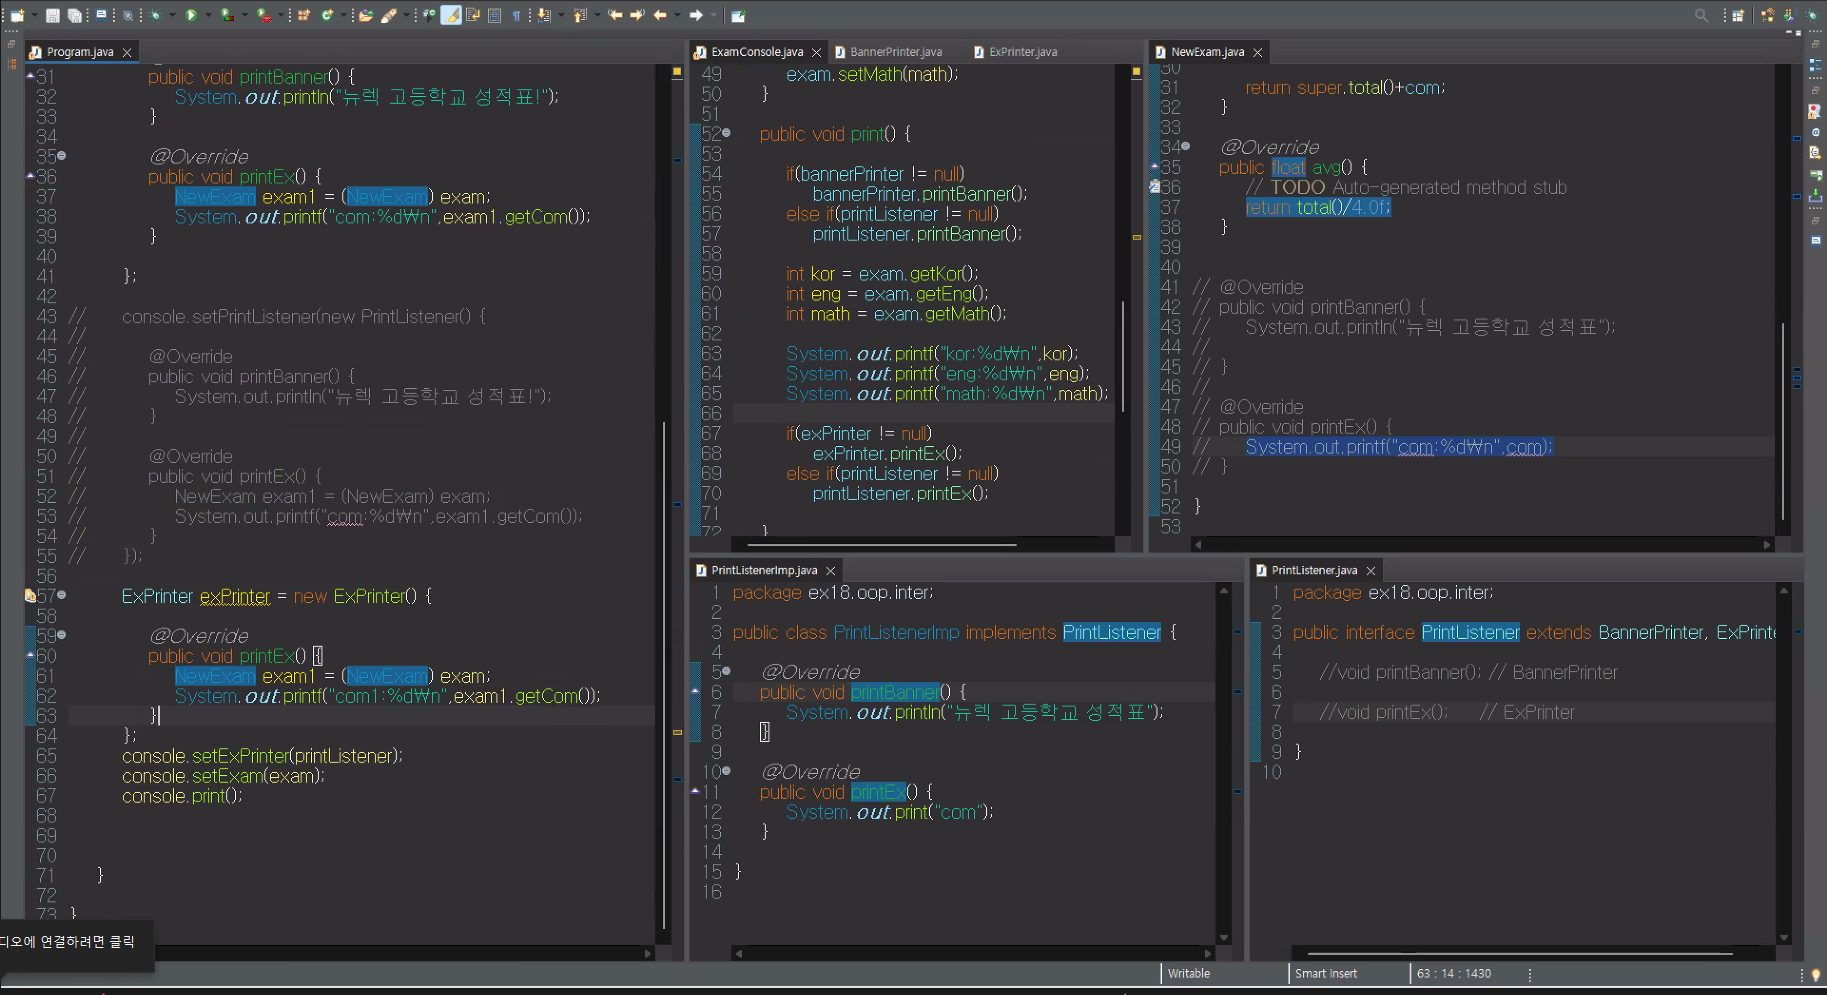 Program.java
31 public void printBanner() {
32 System.out.println("뉴렉 고등학교 성적표!");
33 }
34
35 @Override
36 public void printEx() {
37 NewExam exam1 = (NewExam) exam;
38 System.out.printf("com:%d₩n",exam1.getCom());
39 }
40
41 };
42
43 // console.setPrintListener(new PrintListener() {
44 //
45 // @Override
46 // public void printBanner() {
47 // System.out.println("뉴렉 고등학교 성적표!");
48 // }
49 //
50 // @Override
51 // public void printEx() {
52 // NewExam exam1 = (NewExam) exam;
53 // System.out.printf("com:%d₩n",exam1.getCom());
54 // }
55 // });
56
57 ExPrinter exPrinter = new ExPrinter() {
58
59 @Override
60 public void printEx() {
61 NewExam exam1 = (NewExam) exam;
62 System.out.printf("com1:%d₩n",exam1.getCom());
63 }
64 };
65 console.setExPrinter(printListener);
66 console.setExam(exam);
67 console.print();
68
69
70
71 }
72
73 }
디오에 연결하려면 클릭
ExamConsole.java BannerPrinter.java ExPrinter.java
49 exam.setMath(math);
50 }
51
52 public void print() {
53
54 if(bannerPrinter != null)
55 bannerPrinter.printBanner();
56 else if(printListener != null)
57 printListener.printBanner();
58
59 int kor = exam.getKor();
60 int eng = exam.getEng();
61 int math = exam.getMath();
62
63 System.out.printf("kor:%d₩n",kor);
64 System.out.printf("eng:%d₩n",eng);
65 System.out.printf("math:%d₩n",math);
66
67 if(exPrinter != null)
68 exPrinter.printEx();
69 else if(printListener != null)
70 printListener.printEx();
71
72 }
NewExam.java
30
31 return super.total()+com;
32 }
33
34 @Override
35 public float avg() {
36 // TODO Auto-generated method stub
37 return total()/4.0f;
38 }
39
40
41 // @Override
42 // public void printBanner() {
43 // System.out.println("뉴렉 고등학교 성적표");
44 //
45 // }
46 //
47 // @Override
48 // public void printEx() {
49 // System.out.printf("com:%d₩n",com);
50 // }
51
52 }
53
PrintListenerImp.java
1 package ex18.oop.inter;
2
3 public class PrintListenerImp implements PrintListener {
4
5 @Override
6 public void printBanner() {
7 System.out.println("뉴렉 고등학교 성적표");
8 }
9
10 @Override
11 public void printEx() {
12 System.out.print("com");
13 }
14
15 }
16
PrintListener.java
1 package ex18.oop.inter;
2
3 public interface PrintListener extends BannerPrinter, ExPrinte
4
5 //void printBanner(); // BannerPrinter
6
7 //void printEx(); // ExPrinter
8
9 }
10
Writable Smart Insert 63 : 14 : 1430